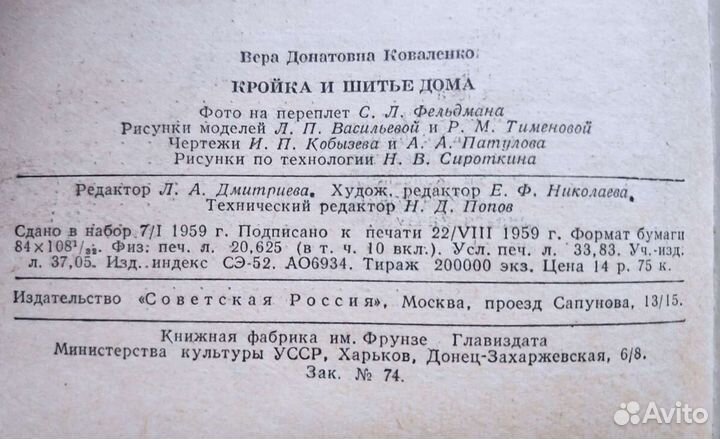 Вера Донатовна Коваленко
КРОЙКА И ШИТЬЕ ДОМА
Фото на переплет С. Л. Фельдмана
Рисунки моделей Л. П. Васильевой и Р. М. Тименовой
Чертежи И. П. Кобызева и А. А. Патулова
Рисунки по технологии Н. В. Сироткина
Редактор Л. А. Дмитриева. Худож. редактор Е. Ф. Николаева.
Технический редактор Н. Д. Попов
Сдано в набор 7/I 1959 г. Подписано к печати 22/VIII 1959 г. Формат бумаги
84×108¹/₃₂. Физ. печ. л. 20,625 (в т. ч. 10 вкл.). Усл. печ. л. 33,83. Уч.-изд.
л. 37,05. Изд. индекс СЭ-52. АО6934. Тираж 200000 экз. Цена 14 р. 75 к.
Издательство «Советская Россия», Москва, проезд Сапунова, 13/15.
Книжная фабрика им. Фрунзе Главиздата
Министерства культуры УССР, Харьков, Донец-Захаржевская, 6/8.
Зак. № 74.
Avito